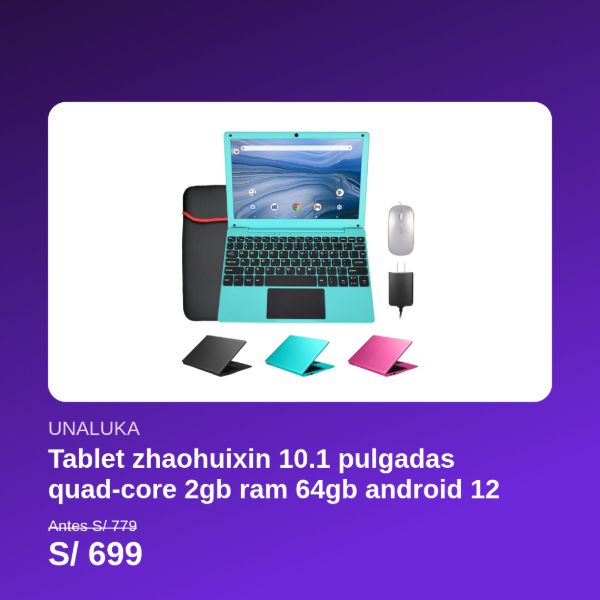 UNALUKA
Tablet zhaohuixin 10.1 pulgadas
quad-core 2gb ram 64gb android 12
Antes S/ 779
S/ 699